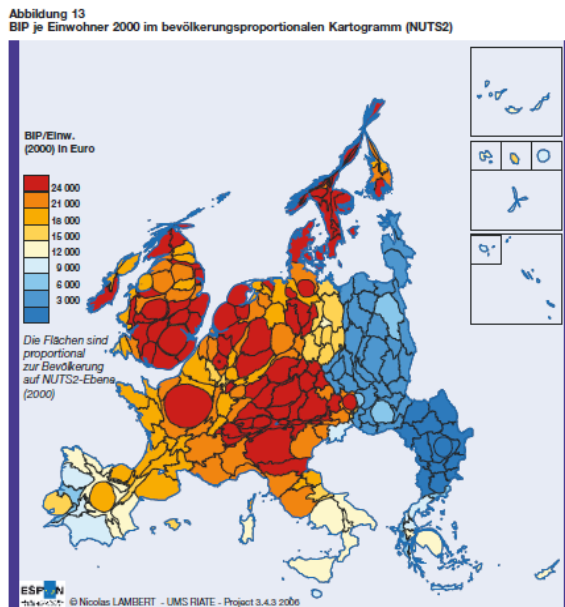 Abbildung 13
BIP je Einwohner 2000 im bevölkerungsproportionalen Kartogramm (NUTS2)
BIP/Einw.
(2000) in Euro
24 000
21 000
18 000
15 000
12 000
9 000
6 000
3 000
Die Flächen sind
proportional
zur Bevölkerung
auf NUTS2-Ebene
(2000)
ESPON
© Nicolas LAMBERT - UMS RIATE - Project 3.4.3 2006